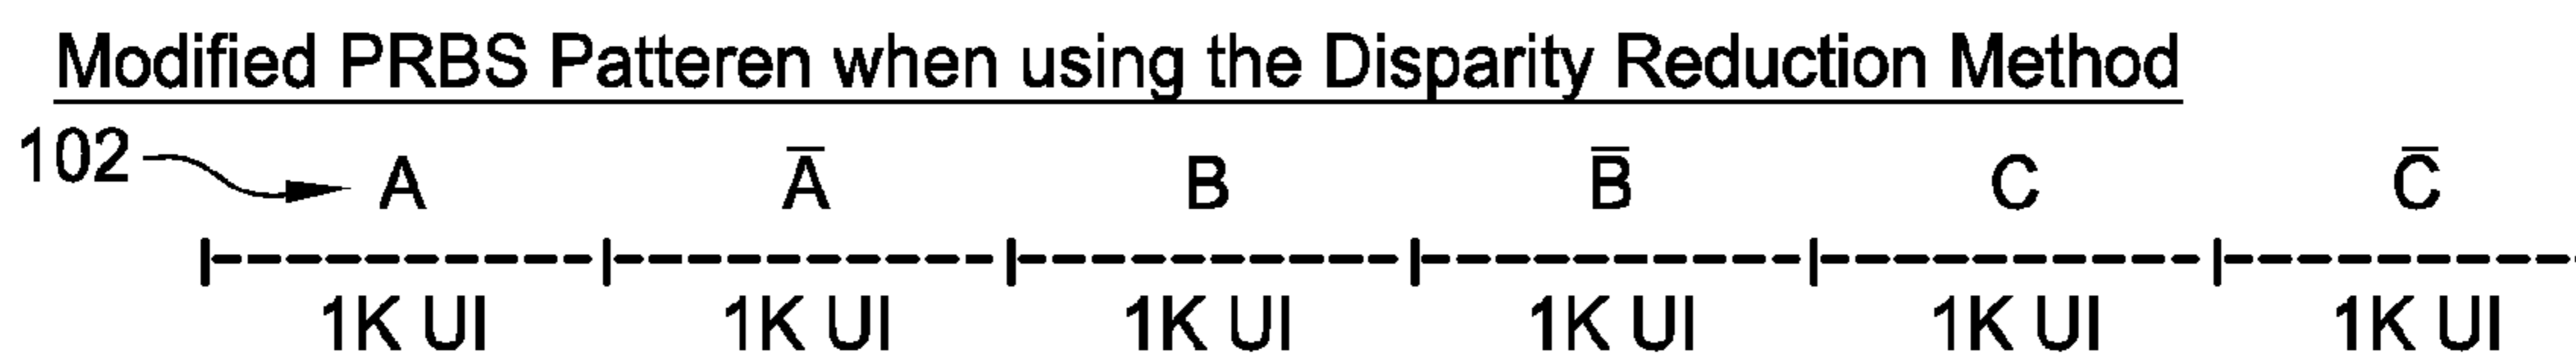 Modified PRBS Patteren when using the Disparity Reduction Method
102 A A̅ B B̅ C C̅
1K UI 1K UI 1K UI 1K UI 1K UI 1K UI